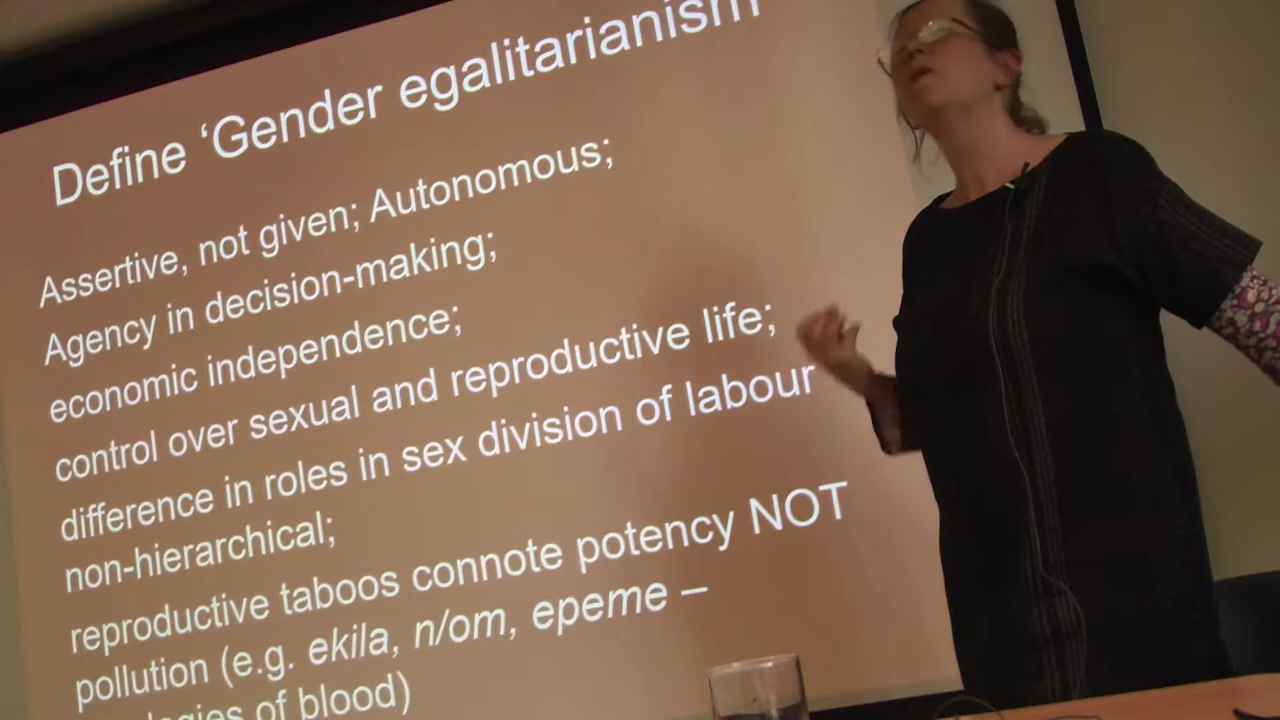 Define ‘Gender egalitarianism
Assertive, not given; Autonomous;
Agency in decision-making;
economic independence;
control over sexual and reproductive life;
difference in roles in sex division of labour
non-hierarchical;
reproductive taboos connote potency NOT
pollution (e.g. ekila, n/om, epeme –
of blood)